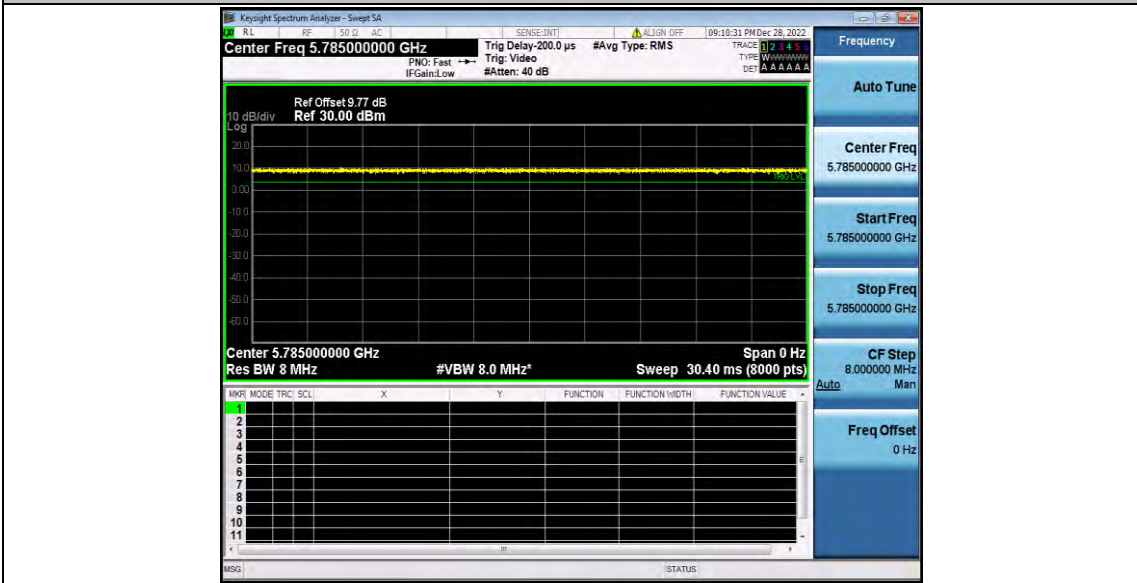 Keysight Spectrum Analyzer - Swept SA
RL RF 50 Ω AC SENSE:INT ALIGN OFF 09:10:31 PM Dec 28, 2022
Center Freq 5.785000000 GHz
PNO: Fast
IFGain:Low
Trig Delay-200.0 µs
Trig: Video
#Atten: 40 dB
#Avg Type: RMS
TRACE 1 2 3 4 5 6
TYPE WWWWWW
DET A A A A A A
Ref Offset 9.77 dB
10 dB/div Ref 30.00 dBm
Log
20.0
10.0
TRIG LVL
0.00
-10.0
-20.0
-30.0
-40.0
-50.0
-60.0
Center 5.785000000 GHz Span 0 Hz
Res BW 8 MHz #VBW 8.0 MHz* Sweep 30.40 ms (8000 pts)
MKR MODE TRC SCL X Y FUNCTION FUNCTION WIDTH FUNCTION VALUE
1
2
3
4
5
6
7
8
9
10
11
MSG STATUS
Frequency
Auto Tune
Center Freq
5.785000000 GHz
Start Freq
5.785000000 GHz
Stop Freq
5.785000000 GHz
CF Step
8.000000 MHz
Auto Man
Freq Offset
0 Hz